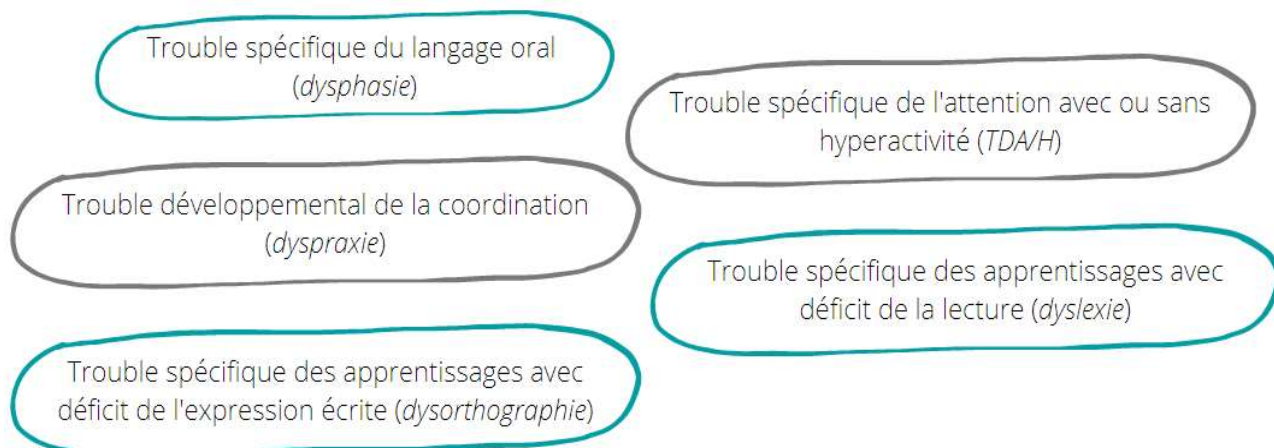 Trouble spécifique du langage oral
(dysphasie)
Trouble spécifique de l'attention avec ou sans
hyperactivité (TDA/H)
Trouble développemental de la coordination
(dyspraxie)
Trouble spécifique des apprentissages avec
déficit de la lecture (dyslexie)
Trouble spécifique des apprentissages avec
déficit de l'expression écrite (dysorthographie)